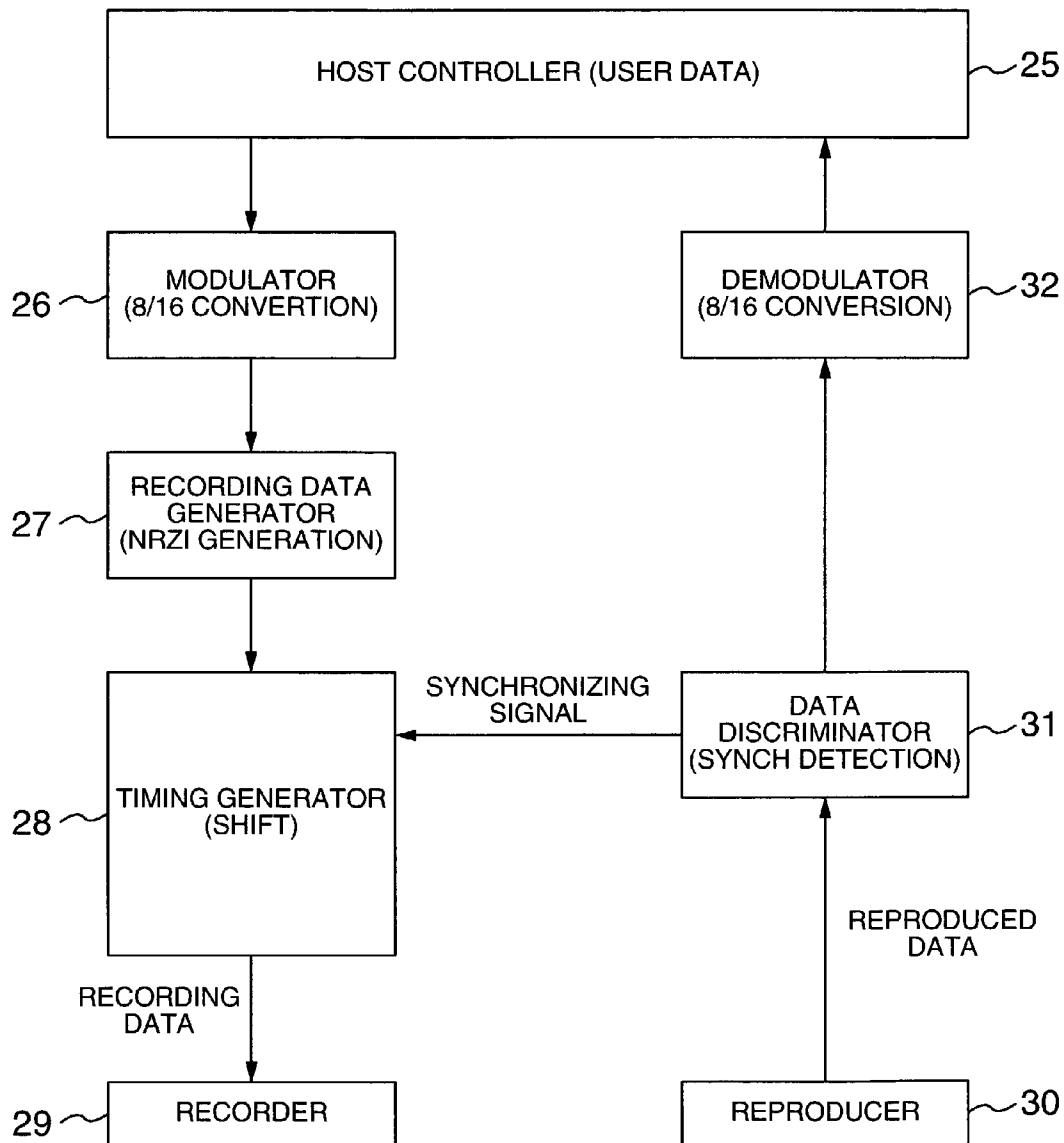 HOST CONTROLLER (USER DATA)
25
26
MODULATOR
(8/16 CONVERTION)
DEMODULATOR
(8/16 CONVERSION)
32
27
RECORDING DATA
GENERATOR
(NRZI GENERATION)
28
TIMING GENERATOR
(SHIFT)
SYNCHRONIZING
SIGNAL
DATA
DISCRIMINATOR
(SYNCH DETECTION)
31
RECORDING
DATA
REPRODUCED
DATA
29
RECORDER
REPRODUCER
30